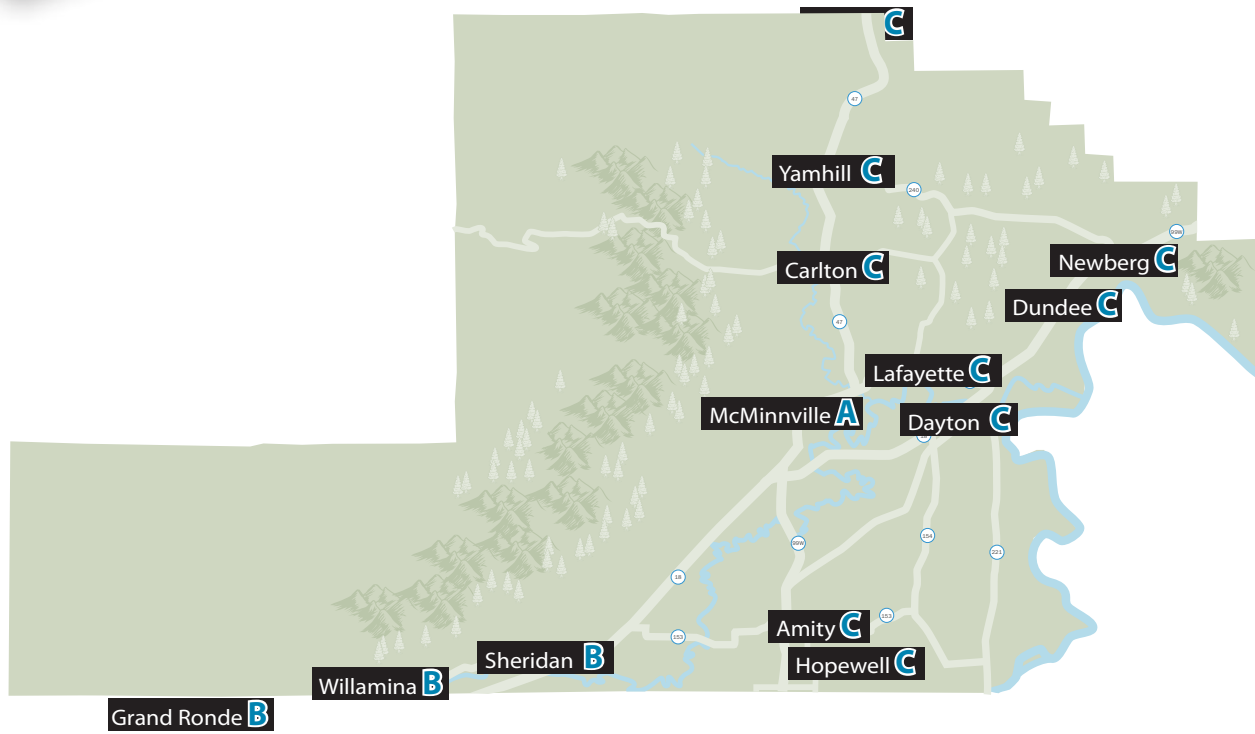 C
47
Yamhill C
240
99W
Newberg C
Carlton C
Dundee C
47
Lafayette C
McMinnville A
Dayton C
154
99W
221
18
153
Amity C
153
Sheridan B
Hopewell C
Willamina B
Grand Ronde B